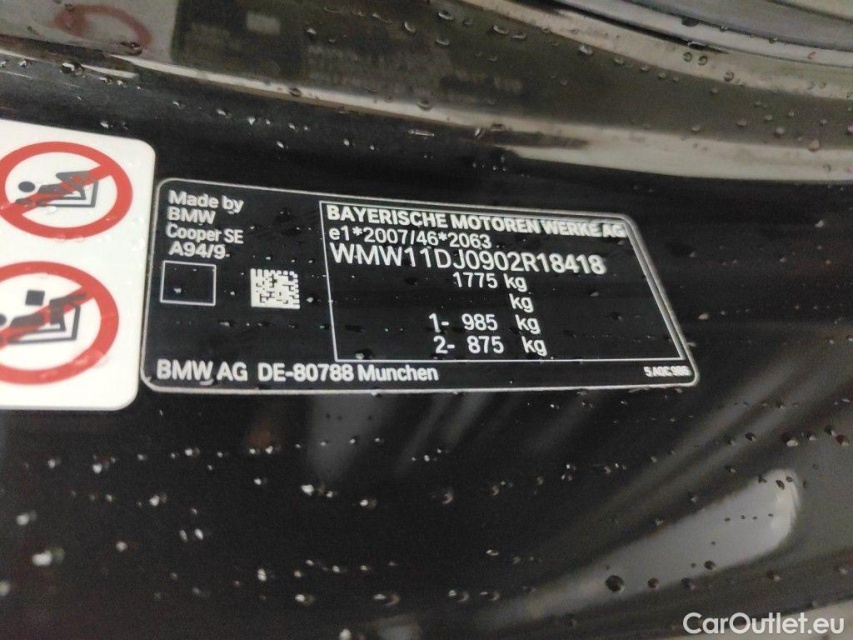 Made by
BMW
Cooper SE
A94/9
BAYERISCHE MOTOREN WERKE AG
e1*2007/46*2063
WMW11DJ0902R18418
1775 kg
kg
1- 985 kg
2- 875 kg
BMW AG DE-80788 Munchen
CarOutlet.eu